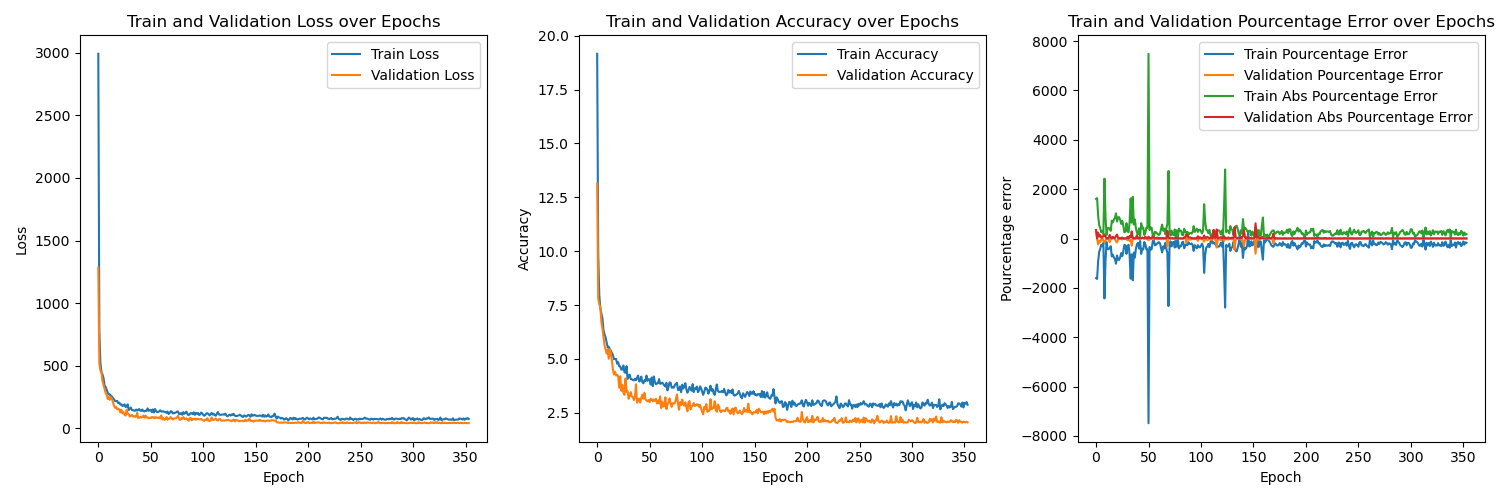 Train and Validation Loss over Epochs
Train Loss
Validation Loss
3000
2500
2000
1500
1000
500
0
Loss
0 50 100 150 200 250 300 350
Epoch
Train and Validation Accuracy over Epochs
Train Accuracy
Validation Accuracy
20.0
17.5
15.0
12.5
10.0
7.5
5.0
2.5
Accuracy
0 50 100 150 200 250 300 350
Epoch
Train and Validation Pourcentage Error over Epochs
Train Pourcentage Error
Validation Pourcentage Error
Train Abs Pourcentage Error
Validation Abs Pourcentage Error
8000
6000
4000
2000
0
−2000
−4000
−6000
−8000
Pourcentage error
0 50 100 150 200 250 300 350
Epoch